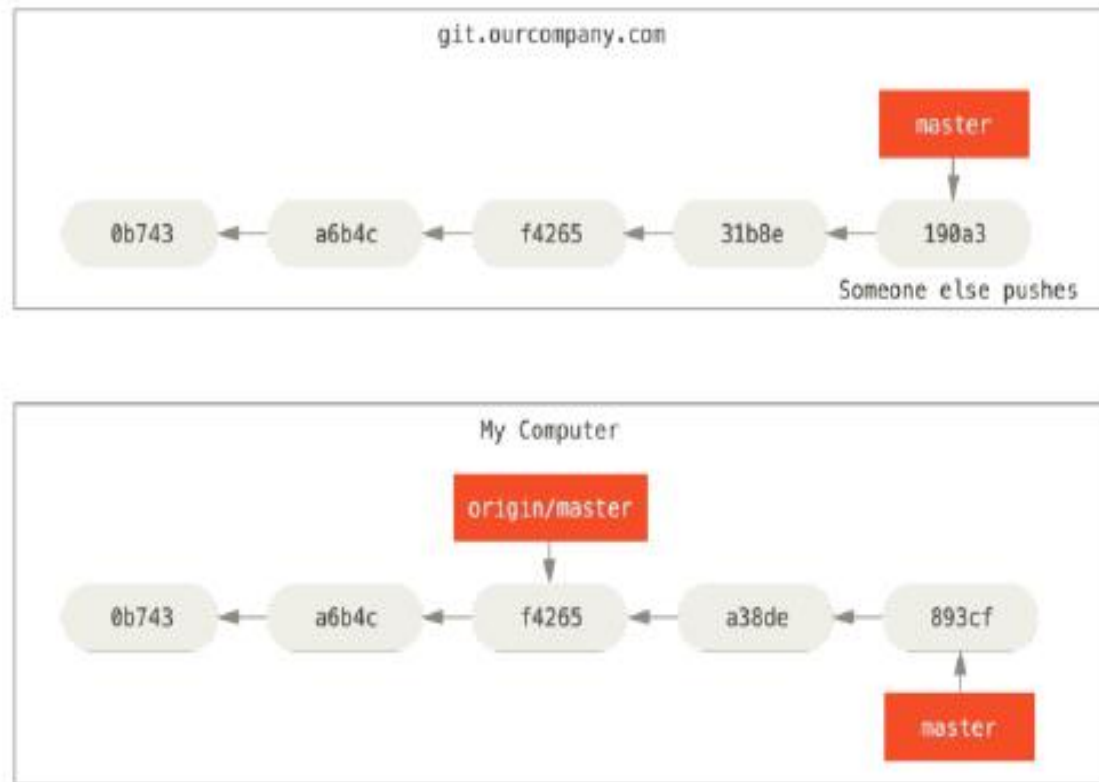 git.ourcompany.com
master
0b743 a6b4c f4265 31b8e 190a3
Someone else pushes
My Computer
origin/master
0b743 a6b4c f4265 a38de 893cf
master